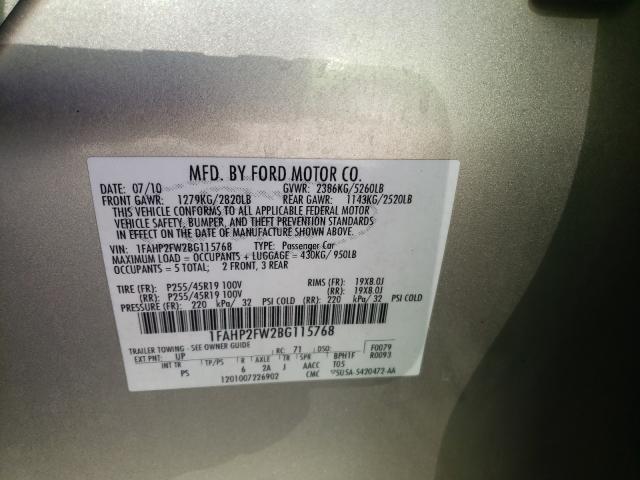 MFD. BY FORD MOTOR CO.
DATE: 07/10 GVWR: 2386KG/5260LB
FRONT GAWR: 1279KG/2820LB REAR GAWR: 1143KG/2520LB
THIS VEHICLE CONFORMS TO ALL APPLICABLE FEDERAL MOTOR
VEHICLE SAFETY, BUMPER, AND THEFT PREVENTION STANDARDS
IN EFFECT ON THE DATE OF MANUFACTURE SHOWN ABOVE.
VIN: 1FAHP2FW2BG115768 TYPE: Passenger Car
MAXIMUM LOAD = OCCUPANTS + LUGGAGE = 430KG/ 950LB
OCCUPANTS = 5 TOTAL; 2 FRONT, 3 REAR
TIRE (FR): P255/45R19 100V RIMS (FR): 19X8.0J
(RR): P255/45R19 100V (RR): 19X8.0J
PRESSURE (FR): 220 kPa/ 32 PSI COLD (RR): 220 kPa/ 32 PSI COLD
1FAHP2FW2BG115768
TRAILER TOWING - SEE OWNER GUIDE F0079
EXT PNT: UP RC: 71 DSO: R0093
INT TR TP/PS R AXLE TR SPR BPH1F
PS 6 2A J AACC T05
1201007226902 CMC 5U5A-5420472-AA